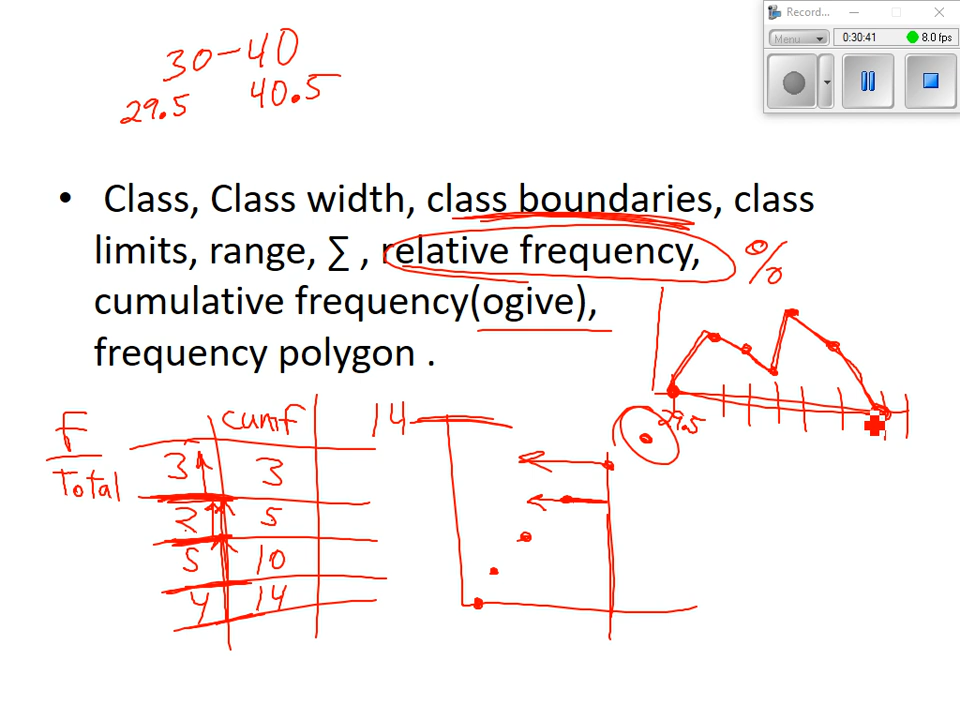 Record...
Menu
0:30:41
8.0 fps
30-40
29.5 40.5
• Class, Class width, class boundaries, class
limits, range, ∑ , relative frequency,
%
cumulative frequency(ogive),
frequency polygon .
29.5
F
Total
cumf
14
3 3
2 5
5 10
4 14